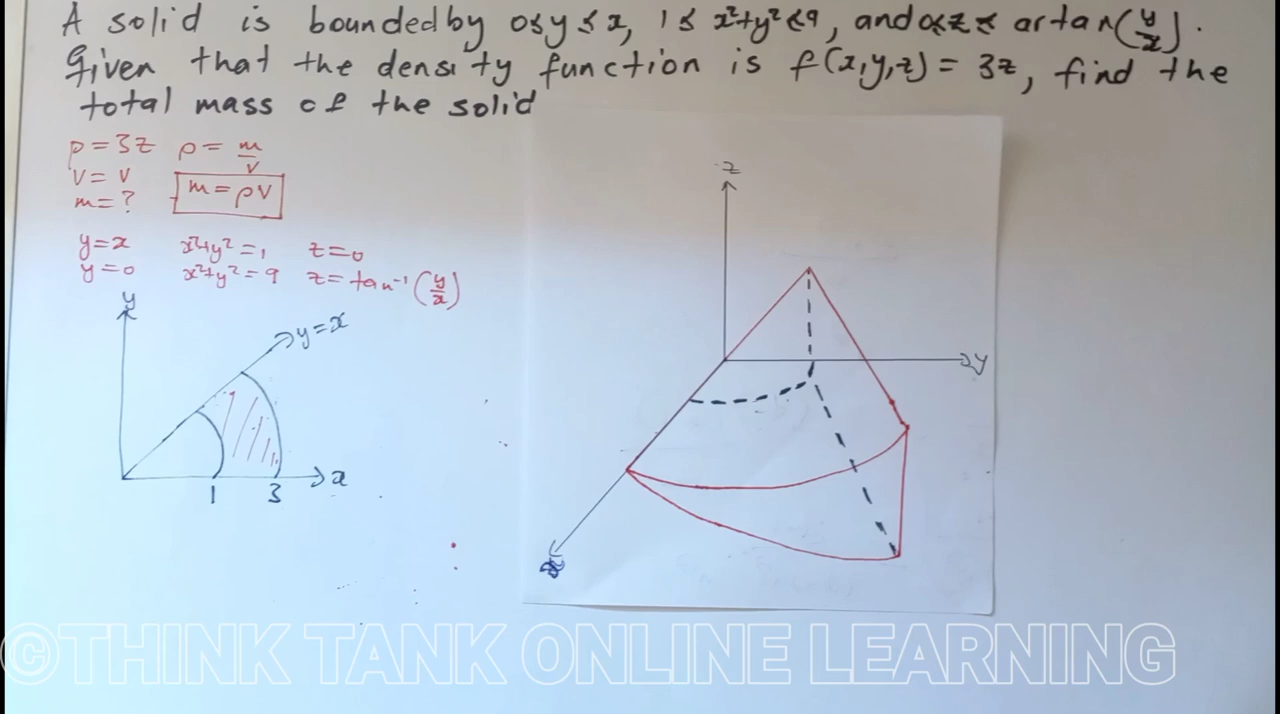 A solid is bounded by 0≤y≤x, 1≤ x²+y² ≤9, and 0≤z≤ artan(y/x).
Given that the density function is f(x,y,z) = 3z, find the
total mass of the solid
ρ=3z ρ= m/v
v= v
m=? m=ρv
y=x x²+y²=1 z=0
y=0 x²+y²=9 z=tan⁻¹(y/x)
y
y=x
x
1 3
z
y
x
©THINK TANK ONLINE LEARNING